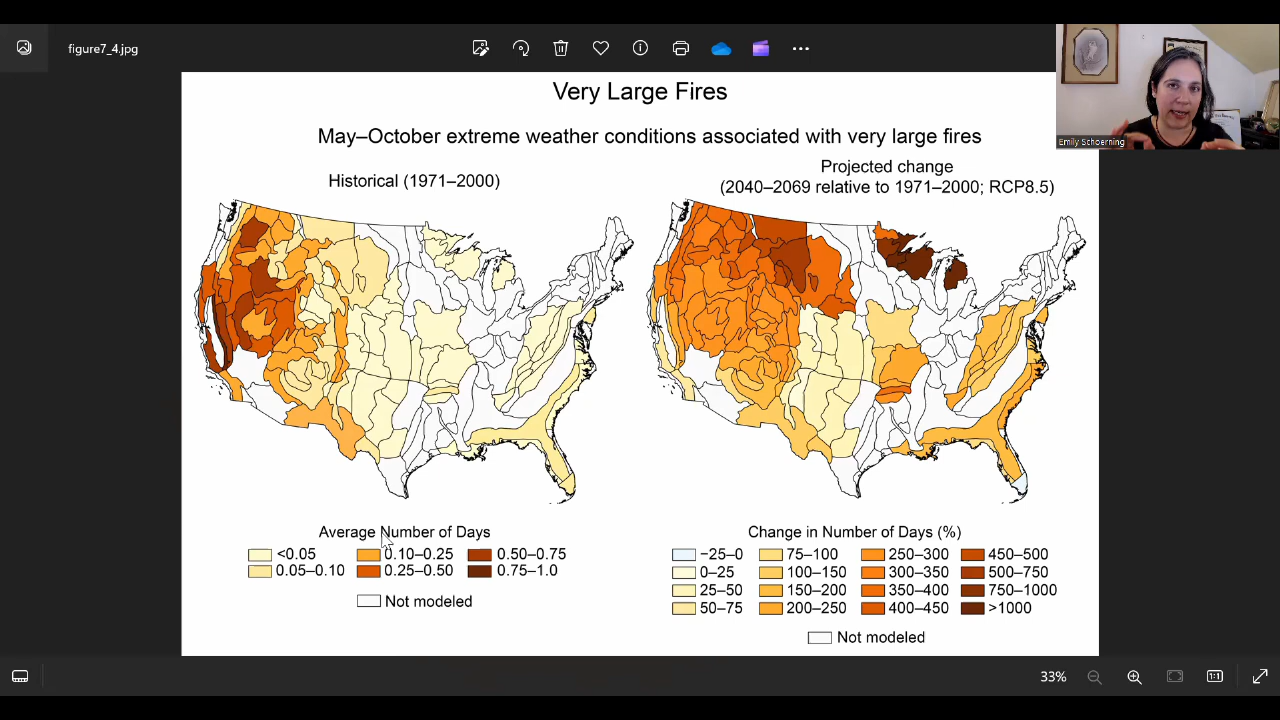 figure7_4.jpg
Emily Schoerning
Very Large Fires
May–October extreme weather conditions associated with very large fires
Historical (1971–2000)
Projected change
(2040–2069 relative to 1971–2000; RCP8.5)
Average Number of Days
<0.05
0.05–0.10
0.10–0.25
0.25–0.50
0.50–0.75
0.75–1.0
Not modeled
Change in Number of Days (%)
−25–0
0–25
25–50
50–75
75–100
100–150
150–200
200–250
250–300
300–350
350–400
400–450
450–500
500–750
750–1000
>1000
Not modeled
33%
1:1